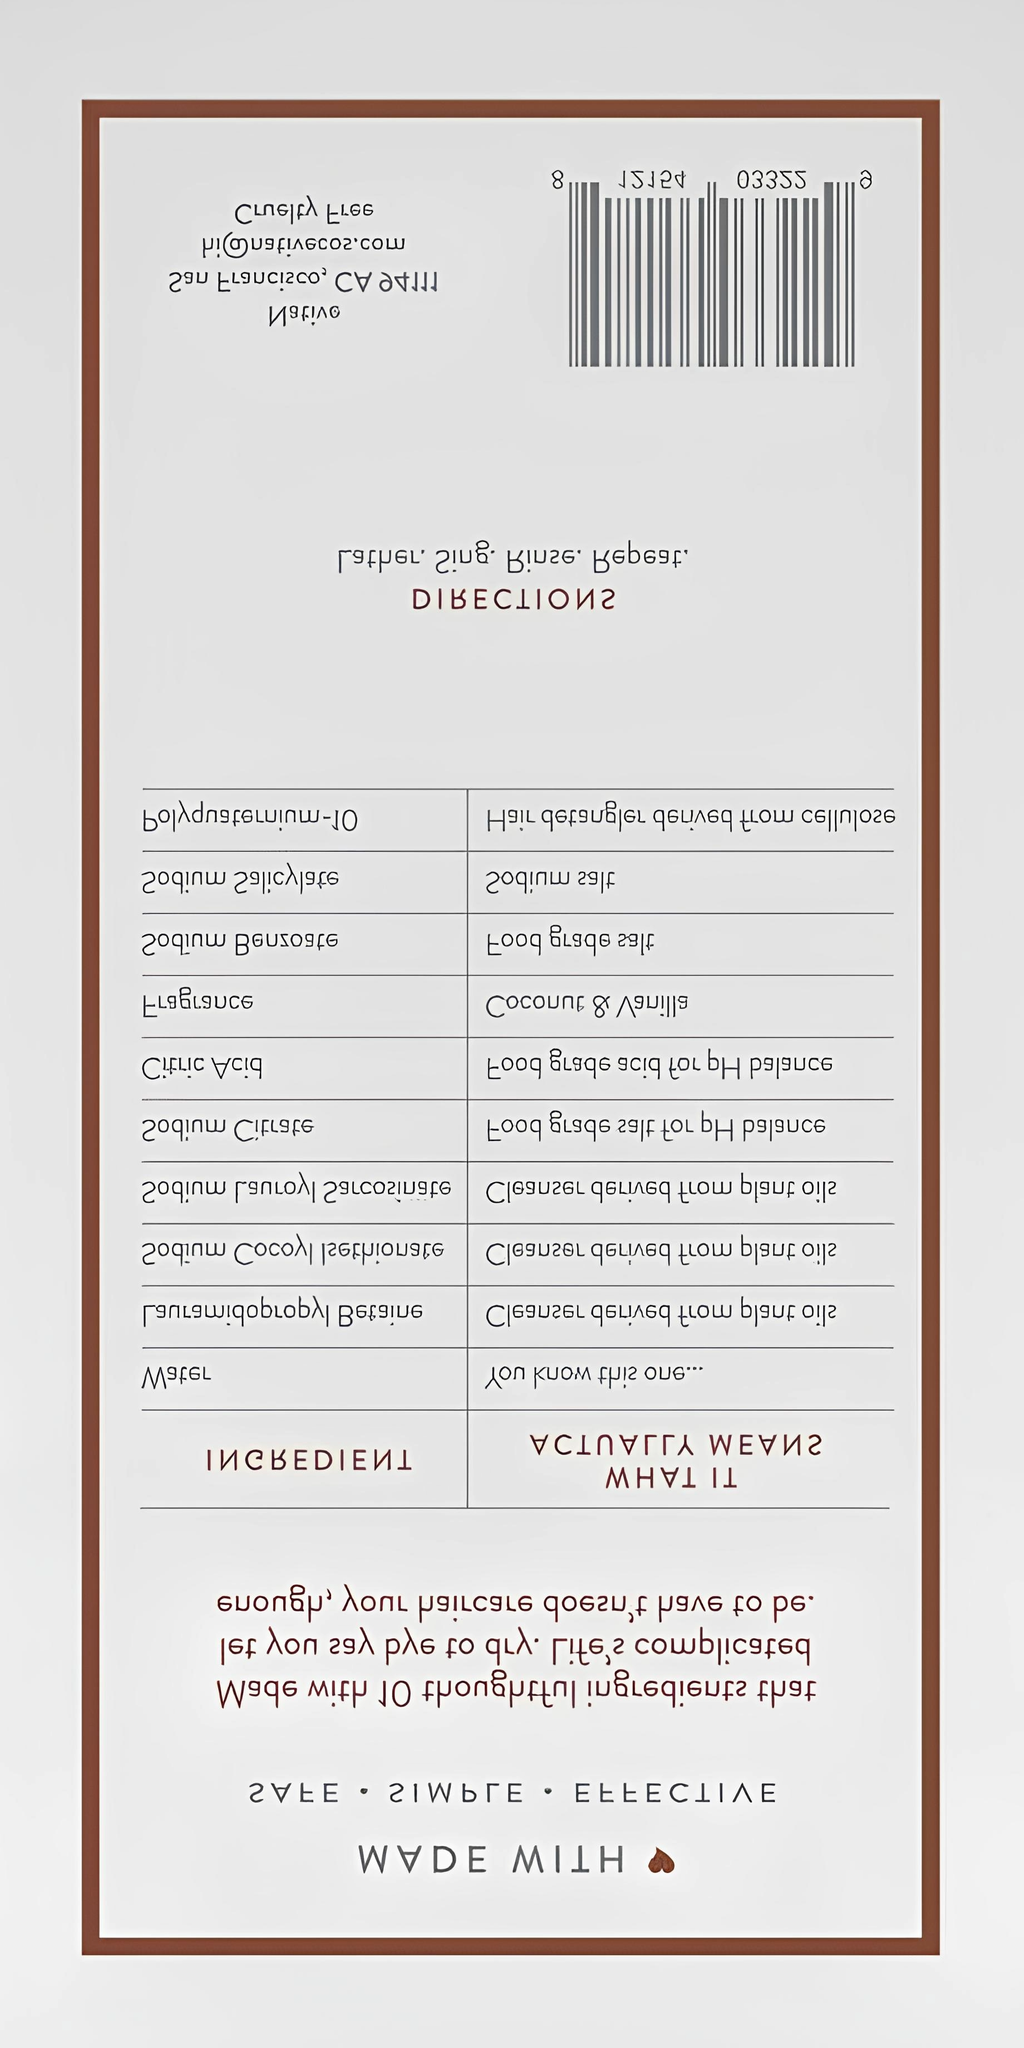 MADE WITH ♥
SAFE • SIMPLE • EFFECTIVE
Made with 10 thoughtful ingredients that
let you say bye to dry. Life's complicated
enough, your haircare doesn't have to be.
INGREDIENT
WHAT IT
ACTUALLY MEANS
Water You know this one...
Lauramidopropyl Betaine Cleanser derived from plant oils
Sodium Cocoyl Isethionate Cleanser derived from plant oils
Sodium Lauroyl Sarcosinate Cleanser derived from plant oils
Sodium Citrate Food grade salt for pH balance
Citric Acid Food grade acid for pH balance
Fragrance Coconut & Vanilla
Sodium Benzoate Food grade salt
Sodium Salicylate Sodium salt
Polyquaternium-10 Hair detangler derived from cellulose
DIRECTIONS
Lather. Sing. Rinse. Repeat.
Native
San Francisco, CA 94111
hi@nativecos.com
Cruelty Free
8 12154 03322 9